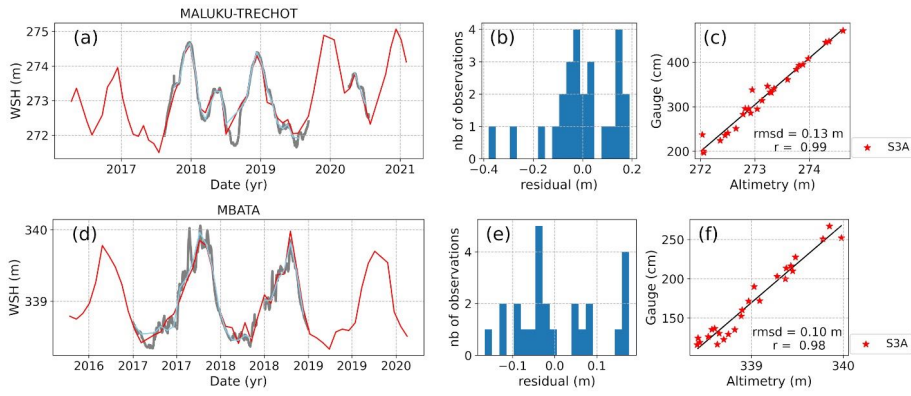 MALUKU-TRECHOT
(a)
WSH (m)
275
274
273
272
2017 2018 2019 2020 2021
Date (yr)
(b)
nb of observations
4
2
0
−0.4 −0.2 0.0 0.2
residual (m)
(c)
Gauge (cm)
400
300
200
rmsd = 0.13 m
r = 0.99
272 273 274
Altimetry (m)
S3A
MBATA
(d)
WSH (m)
340
339
2016 2017 2017 2018 2018 2019 2019 2020
Date (yr)
(e)
nb of observations
4
2
0
−0.1 0.0 0.1
residual (m)
(f)
Gauge (cm)
250
200
150
rmsd = 0.10 m
r = 0.98
339 340
Altimetry (m)
S3A